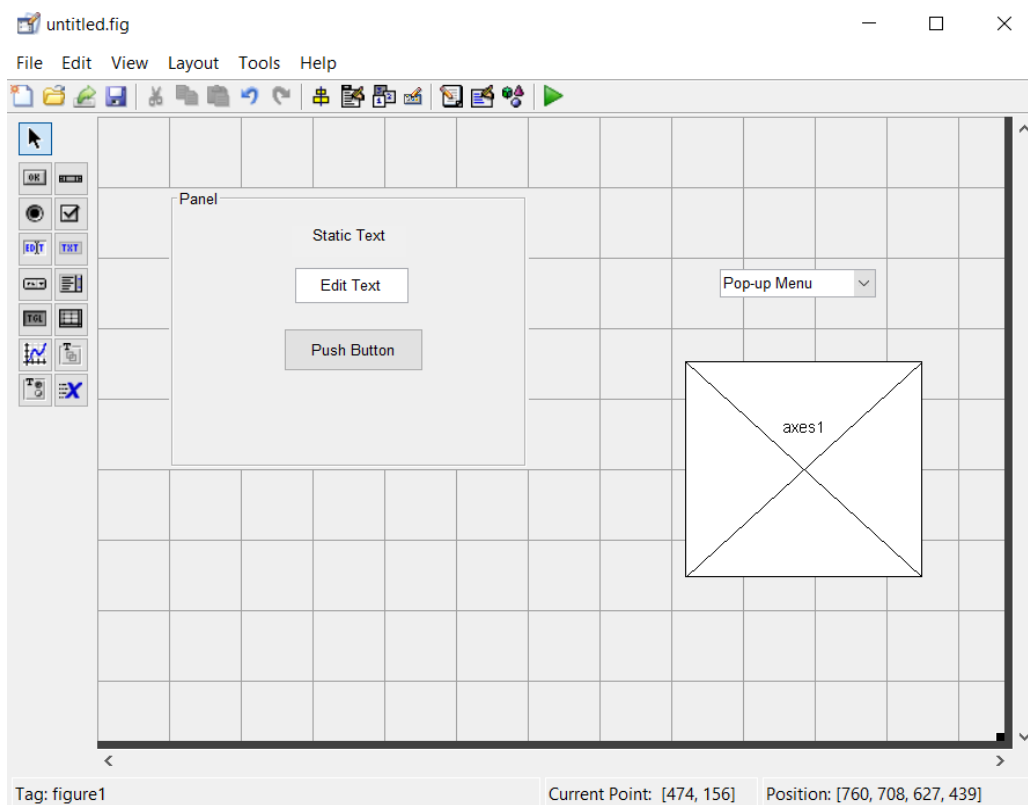 untitled.fig
File Edit View Layout Tools Help
OK
Panel
Static Text
EDIT TXT
Edit Text
Pop-up Menu
TGL
Push Button
T
axes1
T
X
Tag: figure1 Current Point: [474, 156] Position: [760, 708, 627, 439]